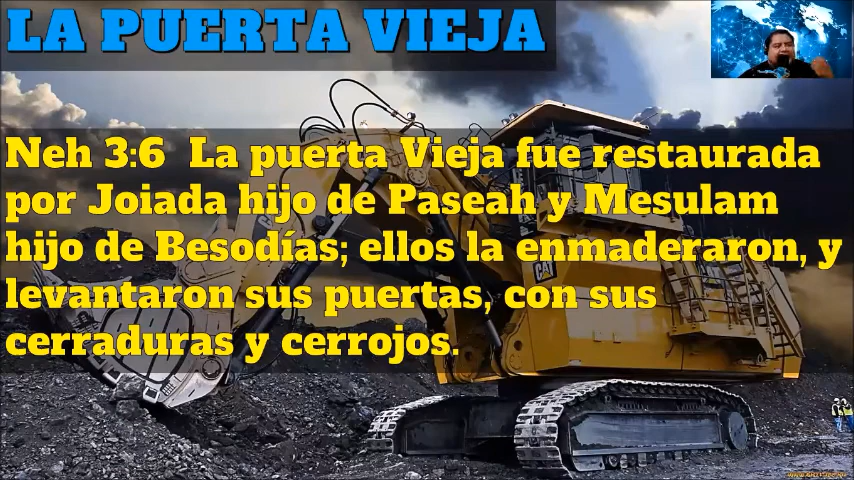 LA PUERTA VIEJA
Neh 3:6 La puerta Vieja fue restaurada
por Joiada hijo de Paseah y Mesulam
hijo de Besodías; ellos la enmaderaron, y
levantaron sus puertas, con sus
cerraduras y cerrojos.
CAT